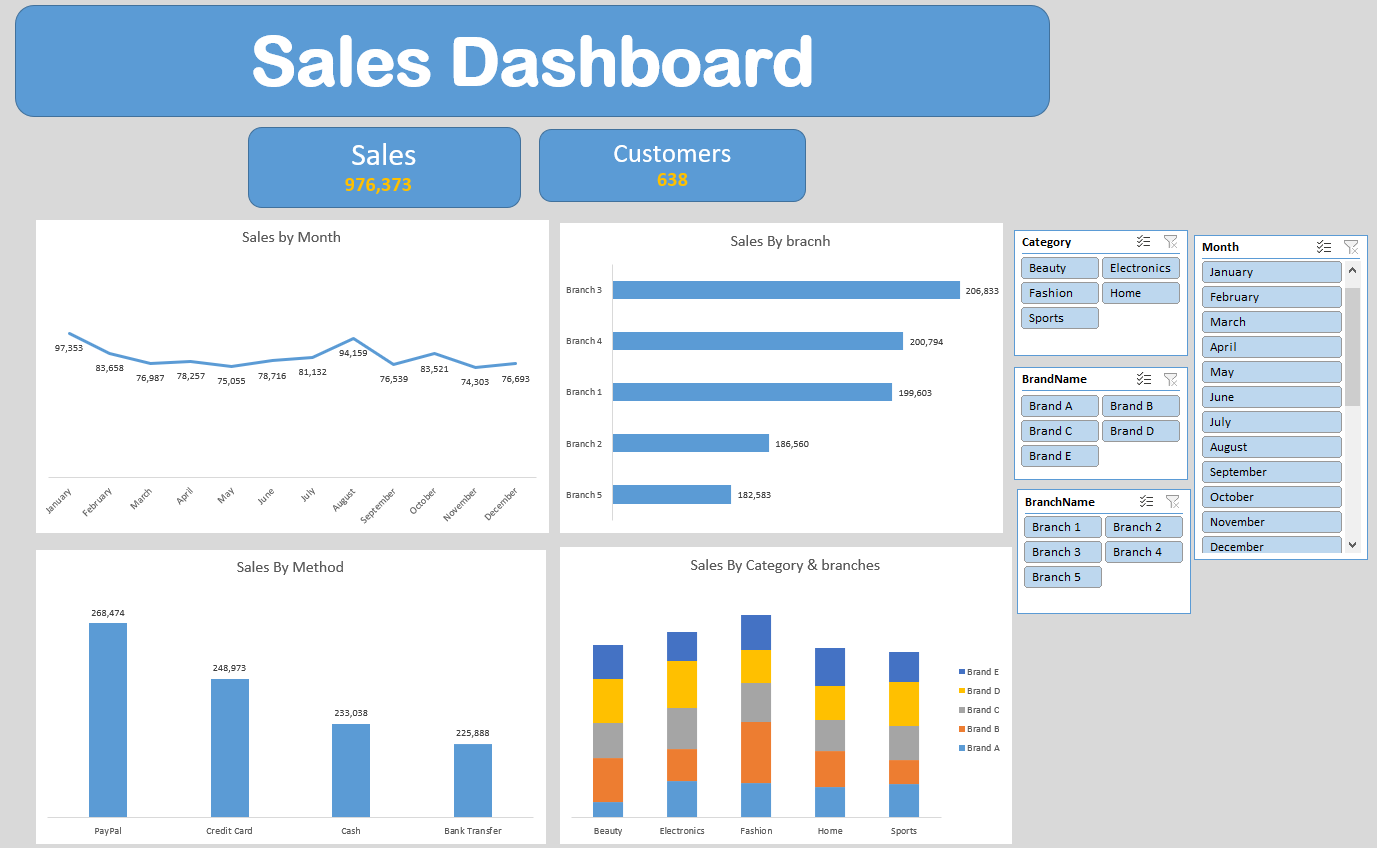 Sales Dashboard
Sales
976,373
Customers
638
Sales by Month
97,353
83,658
76,987
78,257
75,055
78,716
81,132
94,159
76,539
83,521
74,303
76,693
January
February
March
April
May
June
July
August
September
October
November
December
Sales By bracnh
Branch 3
206,833
Branch 4
200,794
Branch 1
199,603
Branch 2
186,560
Branch 5
182,583
Category
Beauty
Electronics
Fashion
Home
Sports
BrandName
Brand A
Brand B
Brand C
Brand D
Brand E
BranchName
Branch 1
Branch 2
Branch 3
Branch 4
Branch 5
Month
January
February
March
April
May
June
July
August
September
October
November
December
Sales By Method
268,474
248,973
233,038
225,888
PayPal
Credit Card
Cash
Bank Transfer
Sales By Category & branches
Brand E
Brand D
Brand C
Brand B
Brand A
Beauty
Electronics
Fashion
Home
Sports